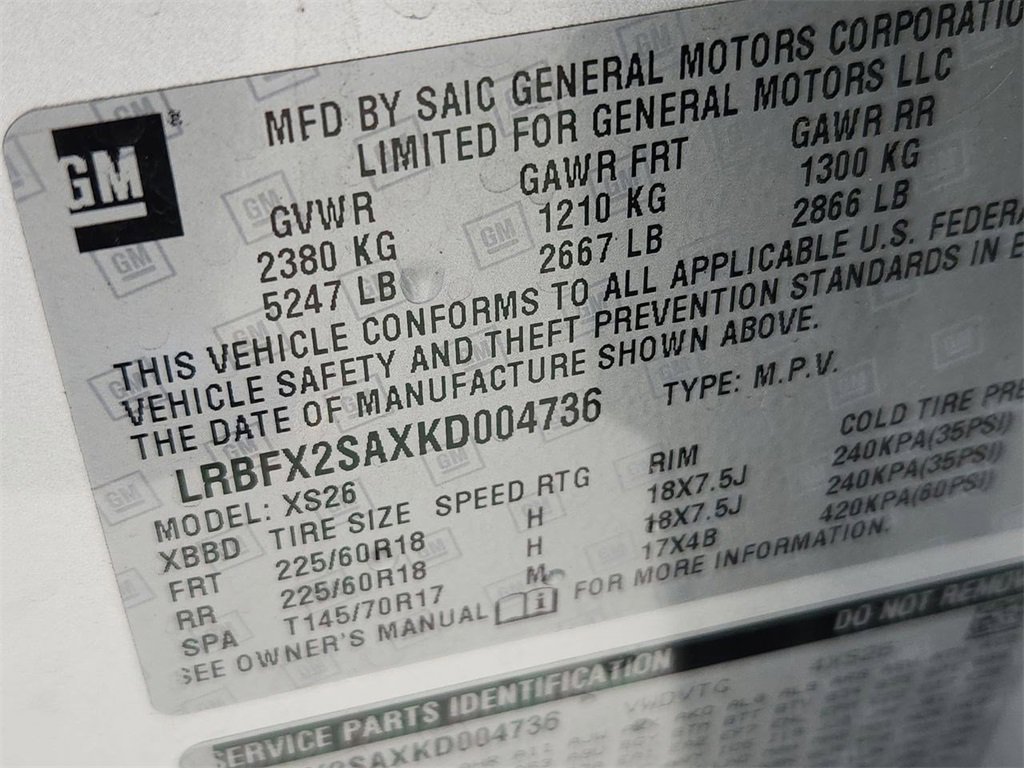 GM
MFD BY SAIC GENERAL MOTORS CORPORATIO
LIMITED FOR GENERAL MOTORS LLC
GVWR GAWR FRT GAWR RR
2380 KG 1210 KG 1300 KG
5247 LB 2667 LB 2866 LB
THIS VEHICLE CONFORMS TO ALL APPLICABLE U.S. FEDERA
VEHICLE SAFETY AND THEFT PREVENTION STANDARDS IN E
THE DATE OF MANUFACTURE SHOWN ABOVE.
LRBFX2SAXKD004736 TYPE: M.P.V.
MODEL: XS26
XBBD TIRE SIZE SPEED RTG RIM COLD TIRE PRE
FRT 225/60R18 H 18X7.5J 240KPA(35PSI)
RR 225/60R18 H 18X7.5J 240KPA(35PSI)
SPA T145/70R17 M 17X4B 420KPA(60PSI)
SEE OWNER'S MANUAL i FOR MORE INFORMATION.
SERVICE PARTS IDENTIFICATION DO NOT REMOV
2SAXKD004736 VWDVTG 4XS26